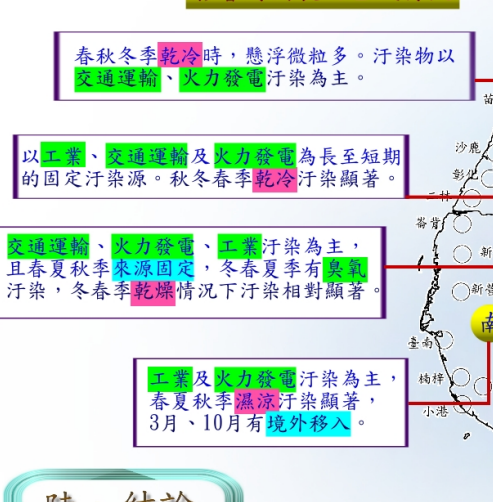 春秋冬季乾冷時，懸浮微粒多。汙染物以
交通運輸、火力發電汙染為主。
苗
以工業、交通運輸及火力發電為長至短期
的固定汙染源。秋冬春季乾冷汙染顯著。
沙鹿
彰化
二林
崙背
交通運輸、火力發電、工業汙染為主，
且春夏秋季來源固定，冬春夏季有臭氧
汙染，冬春季乾燥情況下汙染相對顯著。
新
新營
南
臺南
工業及火力發電汙染為主，
春夏秋季濕涼汙染顯著，
3月、10月有境外移入。
楠梓
小港
結論